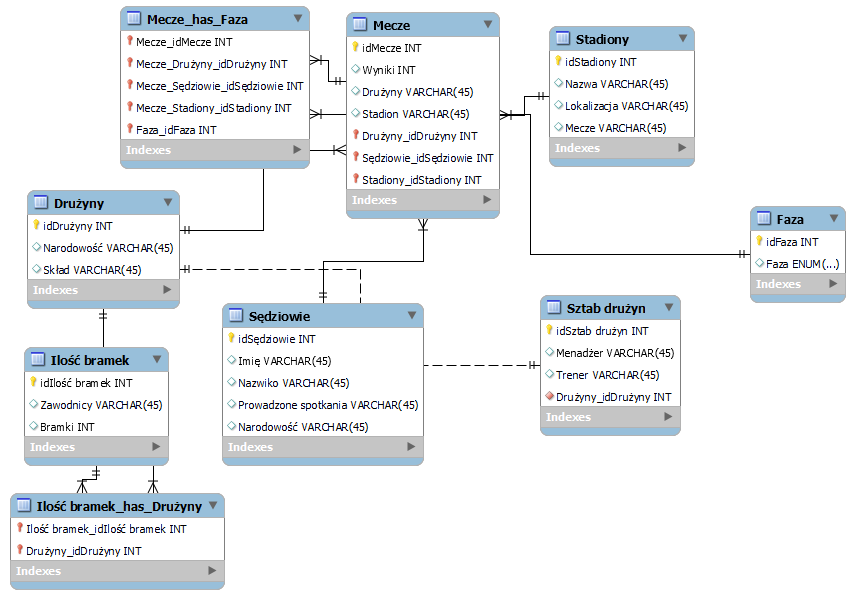 Mecze_has_Faza
Mecze_idMecze INT
Mecze_Drużyny_idDrużyny INT
Mecze_Sędziowie_idSędziowie INT
Mecze_Stadiony_idStadiony INT
Faza_idFaza INT
Indexes
Mecze
idMecze INT
Wyniki INT
Drużyny VARCHAR(45)
Stadion VARCHAR(45)
Drużyny_idDrużyny INT
Sędziowie_idSędziowie INT
Stadiony_idStadiony INT
Indexes
Stadiony
idStadiony INT
Nazwa VARCHAR(45)
Lokalizacja VARCHAR(45)
Mecze VARCHAR(45)
Indexes
Drużyny
idDrużyny INT
Narodowość VARCHAR(45)
Skład VARCHAR(45)
Indexes
Faza
idFaza INT
Faza ENUM(...)
Indexes
Sędziowie
idSędziowie INT
Imię VARCHAR(45)
Nazwiko VARCHAR(45)
Prowadzone spotkania VARCHAR(45)
Narodowość VARCHAR(45)
Indexes
Sztab drużyn
idSztab drużyn INT
Menadżer VARCHAR(45)
Trener VARCHAR(45)
Drużyny_idDrużyny INT
Indexes
Ilość bramek
idIlość bramek INT
Zawodnicy VARCHAR(45)
Bramki INT
Indexes
Ilość bramek_has_Drużyny
Ilość bramek_idIlość bramek INT
Drużyny_idDrużyny INT
Indexes